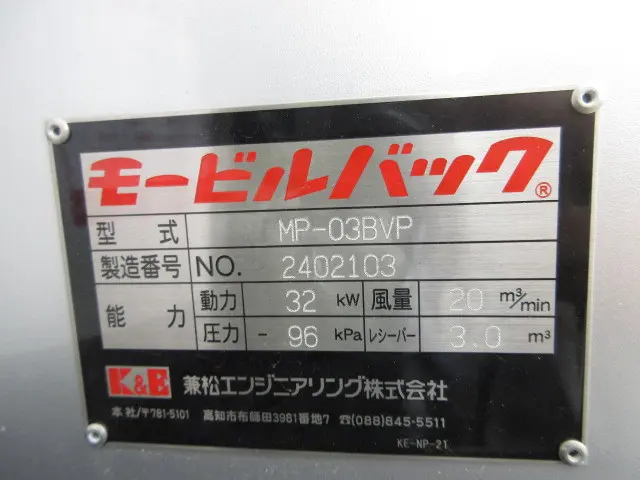 モービルバック®
型式 MP-03BVP
製造番号 NO. 2402103
能力 動力 32 kW 風量 20 m³/min
圧力 - 96 kPa レシーバー 3.0 m³
K&E 兼松エンジニアリング株式会社
本社/〒781-5101 高知市布師田3981番地7 ☎(088)845-5511
KE-NP-21